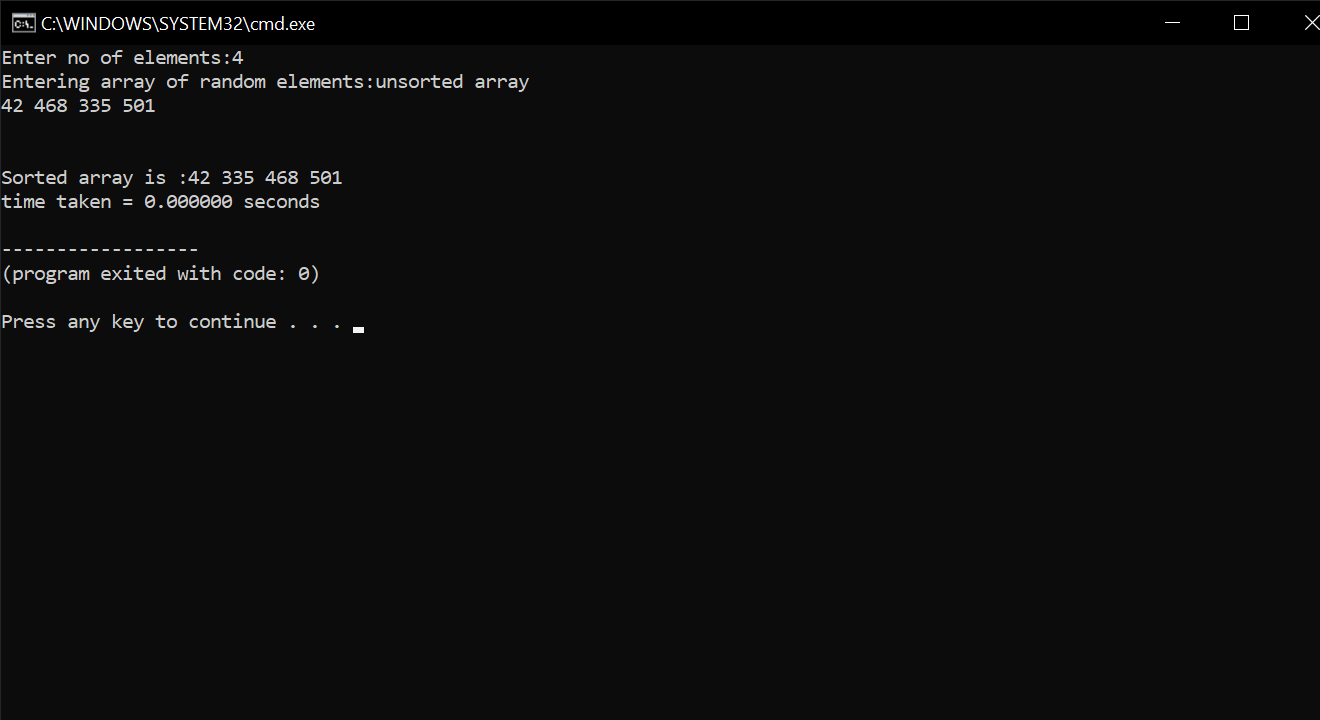 C:\WINDOWS\SYSTEM32\cmd.exe
Enter no of elements:4
Entering array of random elements:unsorted array
42 468 335 501
Sorted array is :42 335 468 501
time taken = 0.000000 seconds
------------------
(program exited with code: 0)
Press any key to continue . . .